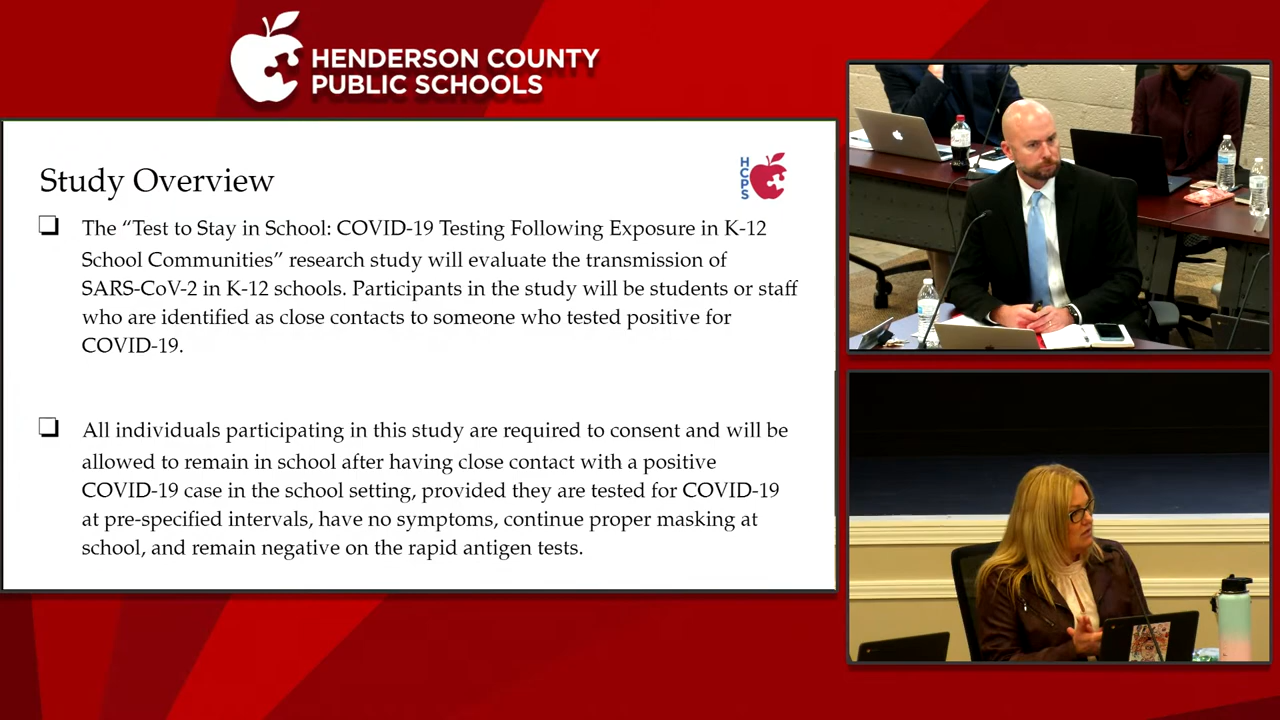 HENDERSON COUNTY
PUBLIC SCHOOLS
Study Overview
HCPS
The “Test to Stay in School: COVID-19 Testing Following Exposure in K-12
School Communities” research study will evaluate the transmission of
SARS-CoV-2 in K-12 schools. Participants in the study will be students or staff
who are identified as close contacts to someone who tested positive for
COVID-19.
All individuals participating in this study are required to consent and will be
allowed to remain in school after having close contact with a positive
COVID-19 case in the school setting, provided they are tested for COVID-19
at pre-specified intervals, have no symptoms, continue proper masking at
school, and remain negative on the rapid antigen tests.